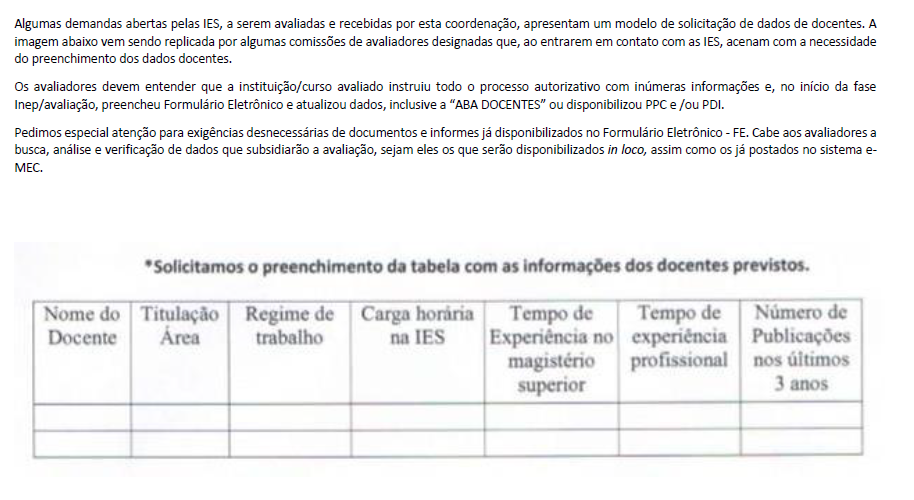 Algumas demandas abertas pelas IES, a serem avaliadas e recebidas por esta coordenação, apresentam um modelo de solicitação de dados de docentes. A
imagem abaixo vem sendo replicada por algumas comissões de avaliadores designadas que, ao entrarem em contato com as IES, acenam com a necessidade
do preenchimento dos dados docentes.
Os avaliadores devem entender que a instituição/curso avaliado instruiu todo o processo autorizativo com inúmeras informações e, no início da fase
Inep/avaliação, preencheu Formulário Eletrônico e atualizou dados, inclusive a “ABA DOCENTES” ou disponibilizou PPC e /ou PDI.
Pedimos especial atenção para exigências desnecessárias de documentos e informes já disponibilizados no Formulário Eletrônico - FE. Cabe aos avaliadores a
busca, análise e verificação de dados que subsidiarão a avaliação, sejam eles os que serão disponibilizados in loco, assim como os já postados no sistema e-
MEC.
*Solicitamos o preenchimento da tabela com as informações dos docentes previstos.
Nome do Docente
Titulação Área
Regime de trabalho
Carga horária na IES
Tempo de Experiência no magistério superior
Tempo de experiência profissional
Número de Publicações nos últimos 3 anos